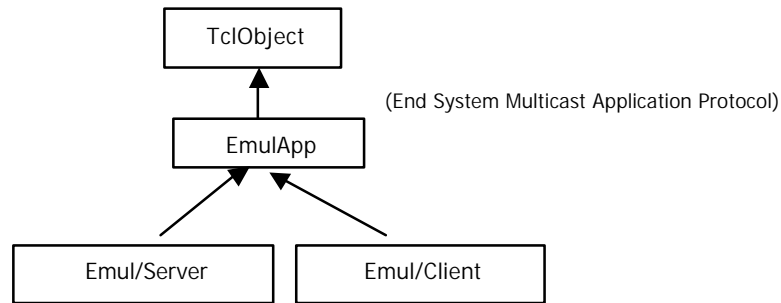 TclObject
(End System Multicast Application Protocol)
EmulApp
Emul/Server
Emul/Client